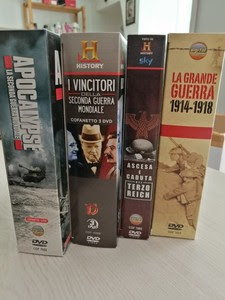 APOCALYPSE
LA SECONDA GUERRA MONDIALE
DVD
H
HISTORY
I VINCITORI
DELLA
SECONDA GUERRA
MONDIALE
COFANETTO 3 DVD
3
DVD
H
HISTORY
sky
ASCESA E
CADUTA
TERZO
REICH
DVD
LA GRANDE
GUERRA
1914-1918
DVD